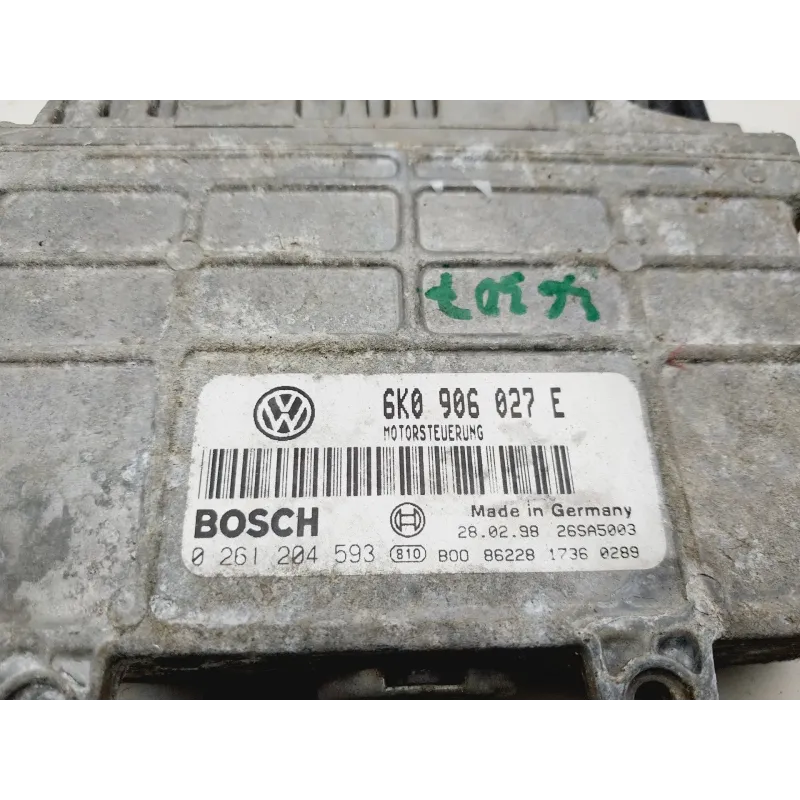 6K0 906 027 E
MOTORSTEUERUNG
BOSCH Made in Germany
28.02.98 26SA5003
0 261 204 593 810 B00 86228 1736 0289